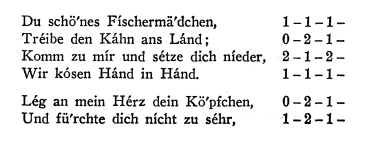 Du schö'nes Físchermä'dchen, 1–1–1–
Tréibe den Káhn ans Lánd; 0–2–1–
Komm zu mír und sétze dich níeder, 2–1–2–
Wir kósen Hánd in Hánd. 1–1–1–
Lég an mein Hérz dein Kö'pfchen, 0–2–1–
Und fü'rchte dich nícht zu séhr, 1–2–1–